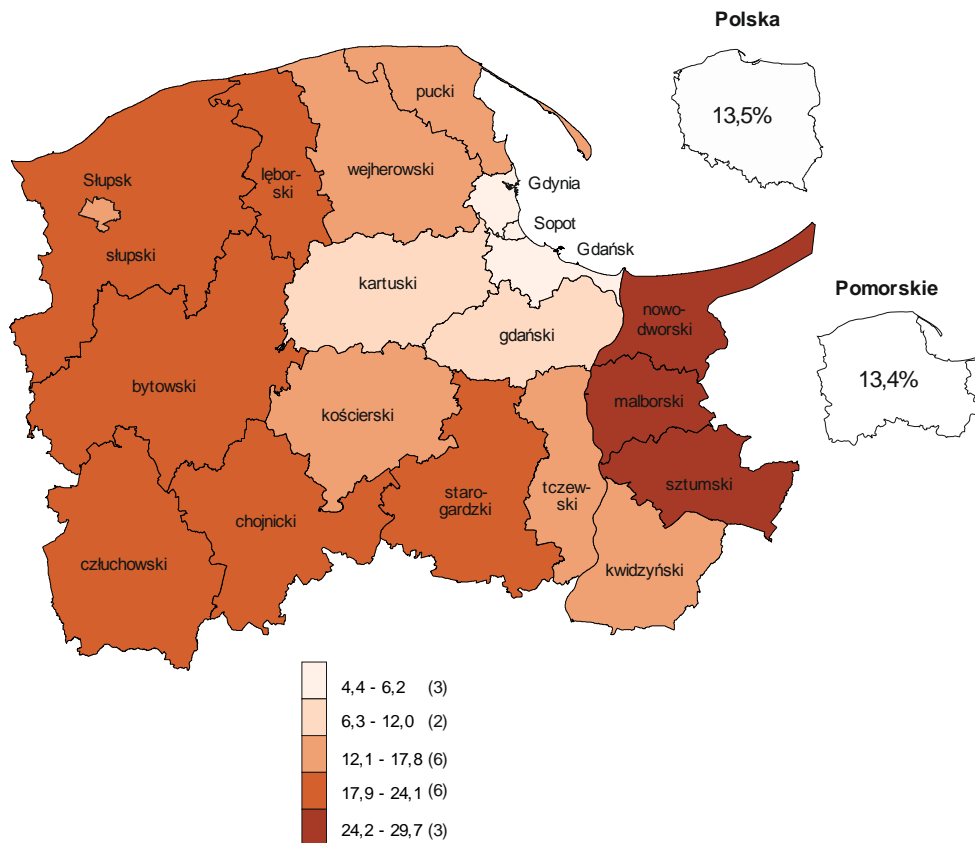 Polska
13,5%
pucki
wejherowski
lębor-
ski
Słupsk
słupski
Gdynia
Sopot
Gdańsk
kartuski
gdański
nowo-
dworski
Pomorskie
13,4%
bytowski
kościerski
malborski
sztumski
człuchowski
chojnicki
staro-
gardzki
tczew-
ski
kwidzyński
4,4 - 6,2 (3)
6,3 - 12,0 (2)
12,1 - 17,8 (6)
17,9 - 24,1 (6)
24,2 - 29,7 (3)